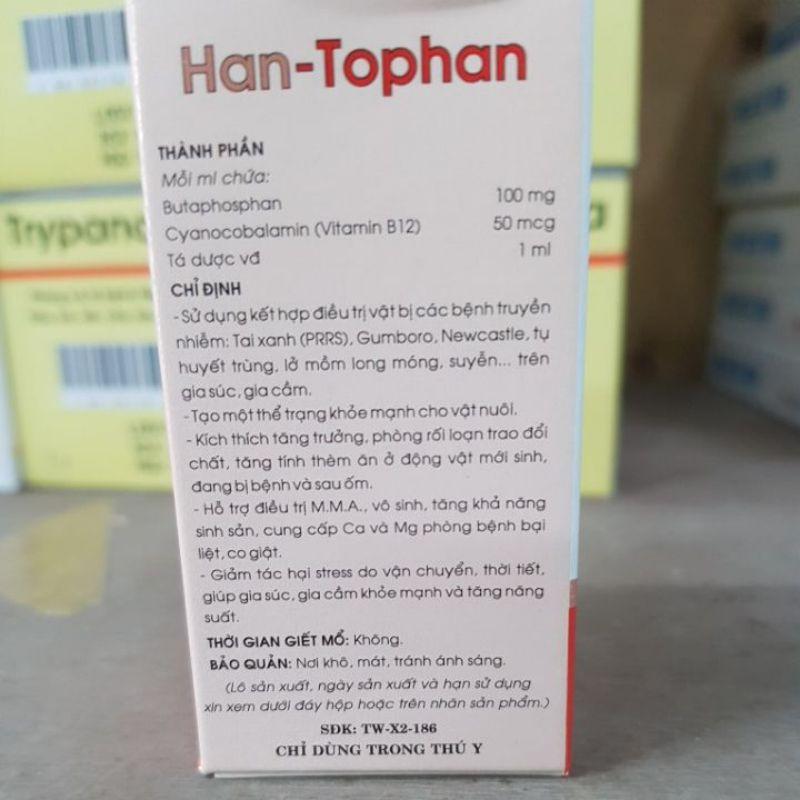 Han-Tophan
THÀNH PHẦN
Mỗi ml chứa:
Butaphosphan 100 mg
Cyanocobalamin (Vitamin B12) 50 mcg
Tá dược vđ 1 ml
CHỈ ĐỊNH
- Sử dụng kết hợp điều trị vật bị các bệnh truyền
nhiễm: Tai xanh (PRRS), Gumboro, Newcastle, tụ
huyết trùng, lở mồm long móng, suyễn... trên
gia súc, gia cầm.
- Tạo một thể trạng khỏe mạnh cho vật nuôi.
- Kích thích tăng trưởng, phòng rối loạn trao đổi
chất, tăng tính thèm ăn ở động vật mới sinh,
đang bị bệnh và sau ốm.
- Hỗ trợ điều trị M.M.A., vô sinh, tăng khả năng
sinh sản, cung cấp Ca và Mg phòng bệnh bại
liệt, co giật.
- Giảm tác hại stress do vận chuyển, thời tiết,
giúp gia súc, gia cầm khỏe mạnh và tăng năng
suất.
THỜI GIAN GIẾT MỔ: Không.
BẢO QUẢN: Nơi khô, mát, tránh ánh sáng.
(Lô sản xuất, ngày sản xuất và hạn sử dụng
xin xem dưới đáy hộp hoặc trên nhãn sản phẩm.)
SĐK: TW-X2-186
CHỈ DÙNG TRONG THÚ Y
Trypano